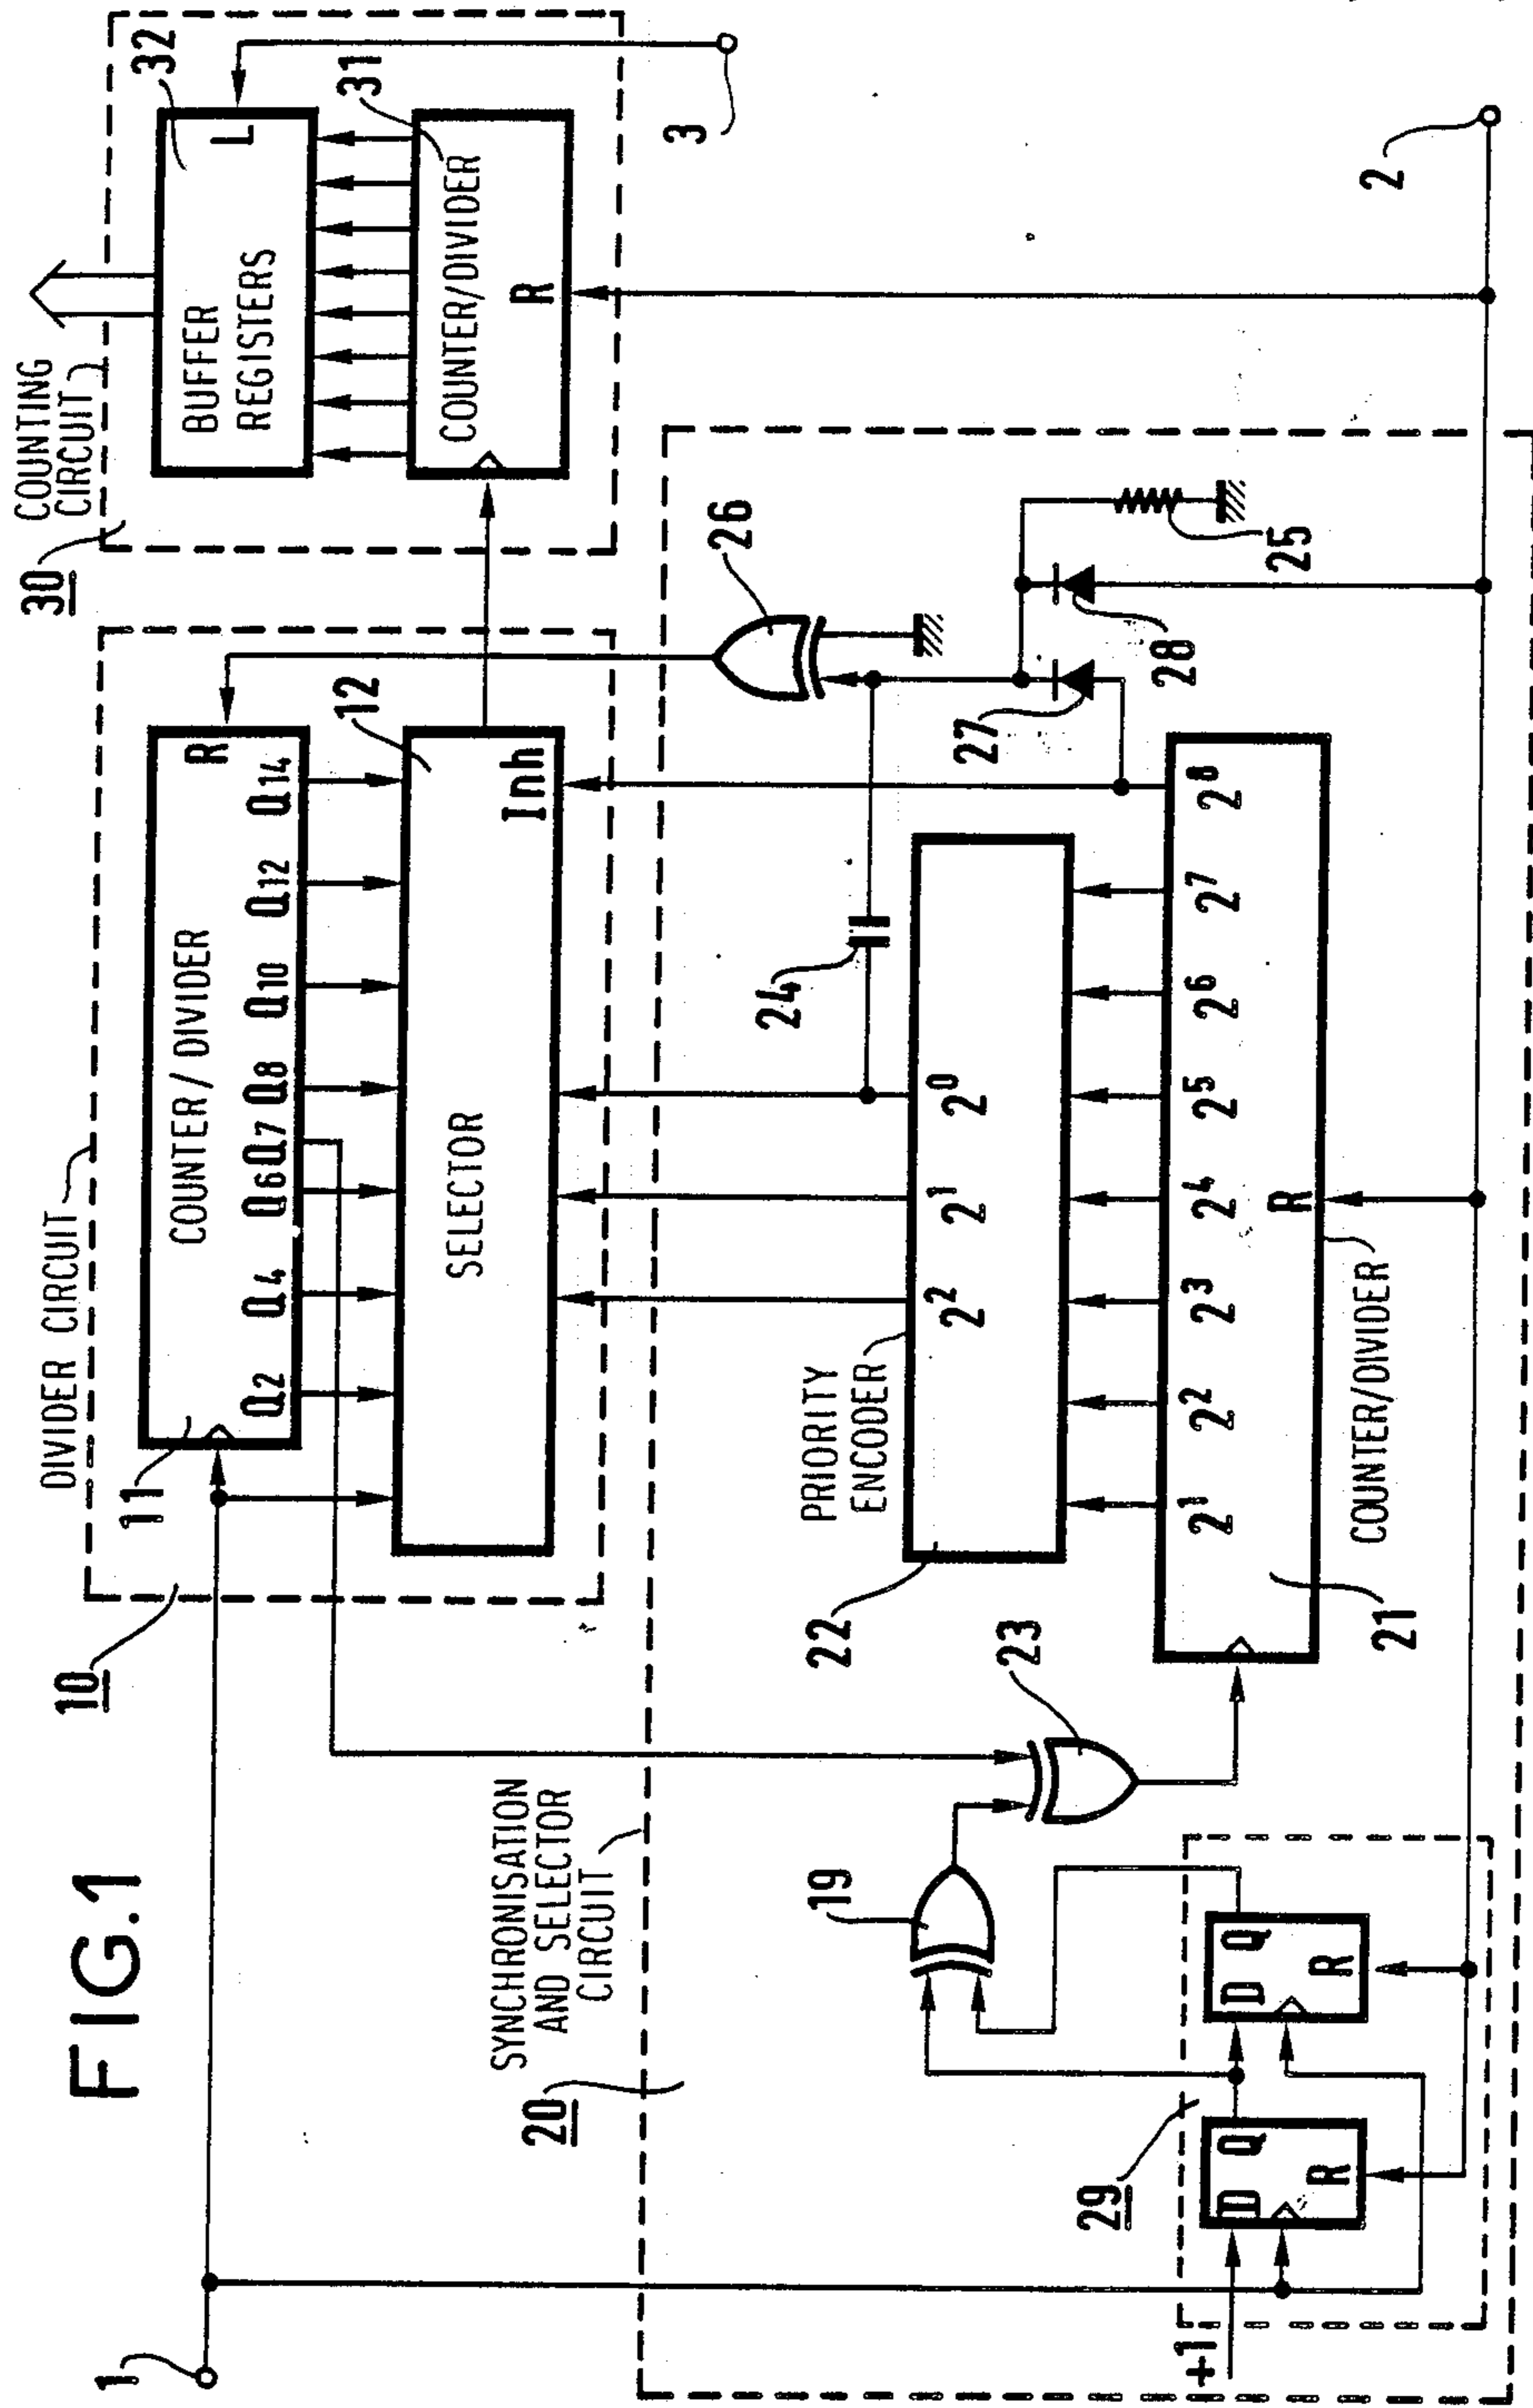 FIG.1
1
10
DIVIDER CIRCUIT
11
COUNTER/DIVIDER
R
Q2 Q4 Q6 Q7 Q8 Q10 Q12 Q14
SELECTOR
12
Inh
30
COUNTING
CIRCUIT
BUFFER
REGISTERS
L
32
COUNTER/DIVIDER
31
R
3
2
20
SYNCHRONISATION
AND SELECTOR
CIRCUIT
19
23
22
PRIORITY
ENCODER
2² 2¹ 2⁰
24
26
27
28
25
21
2¹ 2² 2³ 2⁴ 2⁵ 2⁶ 2⁷ 2⁸
R
COUNTER/DIVIDER
29
+1
D Q
R
D Q
R